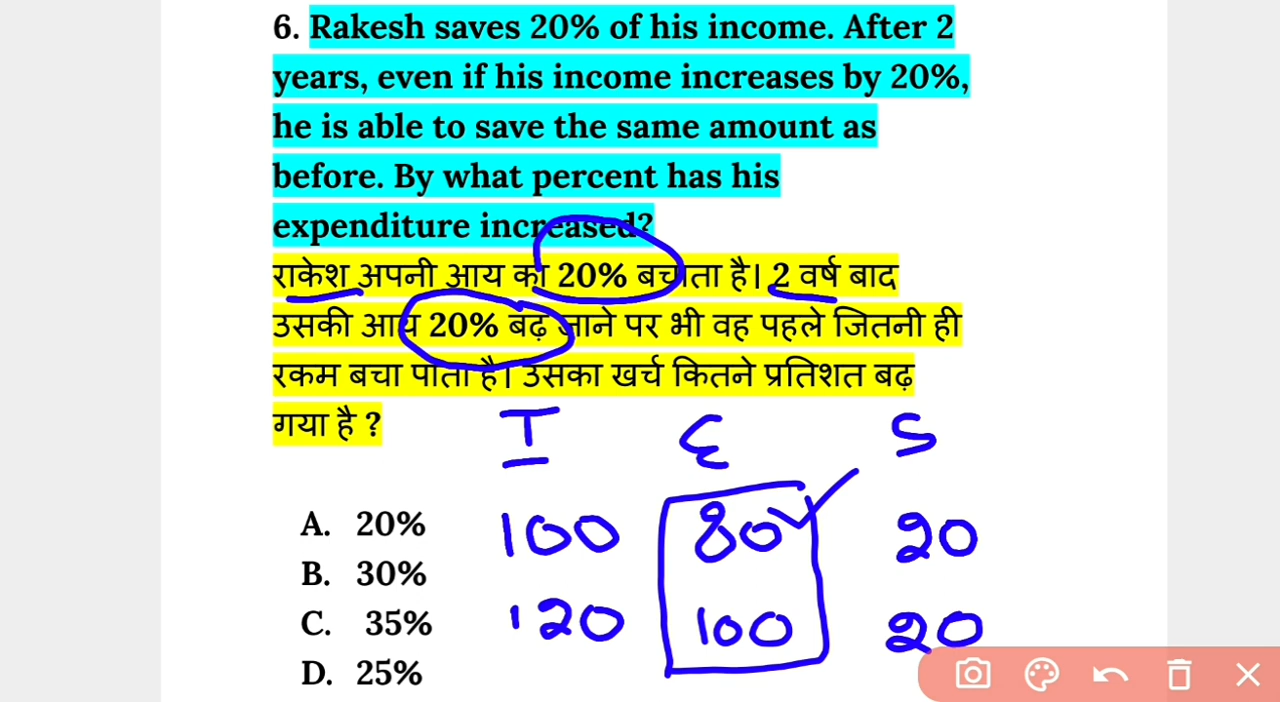 6. Rakesh saves 20% of his income. After 2
years, even if his income increases by 20%,
he is able to save the same amount as
before. By what percent has his
expenditure increased?
राकेश अपनी आय का 20% बचाता है। 2 वर्ष बाद
उसकी आय 20% बढ़ जाने पर भी वह पहले जितनी ही
रकम बचा पाता है। उसका खर्च कितने प्रतिशत बढ़
गया है ?
I E S
A. 20% 100 80 20
B. 30%
C. 35% 120 100 20
D. 25%